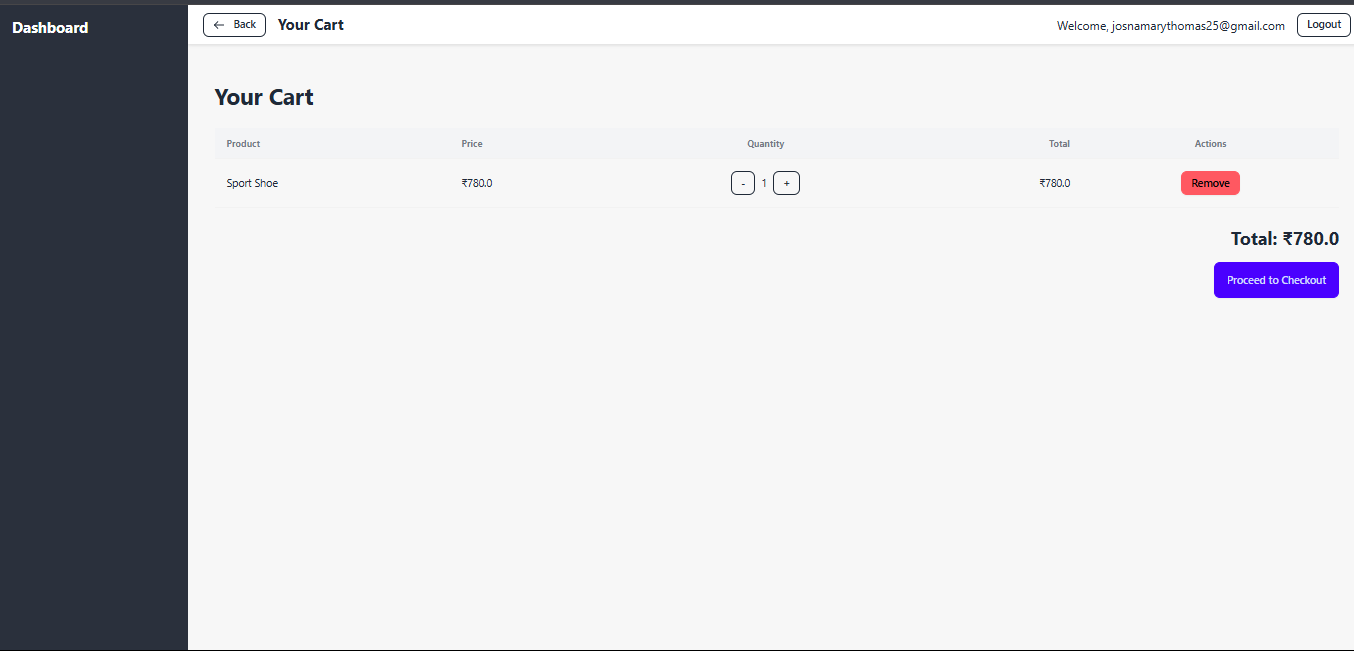 Dashboard
Back Your Cart Welcome, josnamarythomas25@gmail.com Logout
Your Cart
Product Price Quantity Total Actions
Sport Shoe ₹780.0 - 1 + ₹780.0 Remove
Total: ₹780.0
Proceed to Checkout